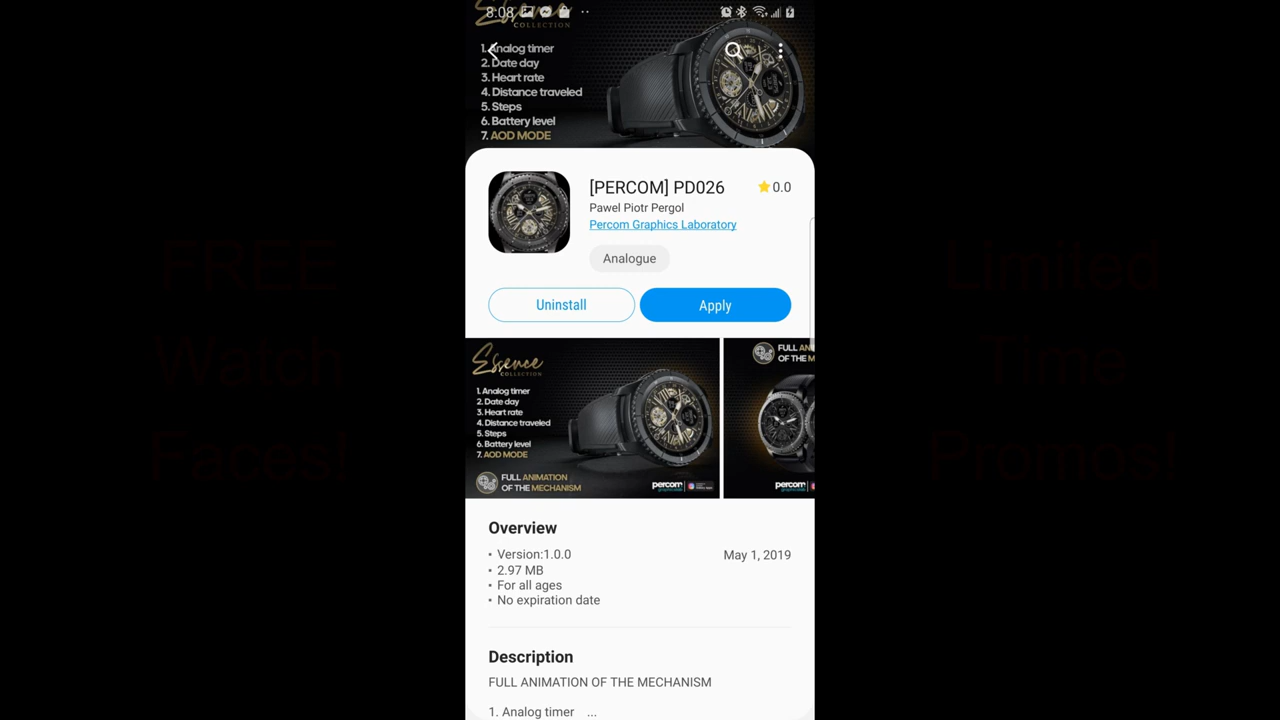 8:08
Essence
COLLECTION
1. Analog timer
2. Date day
3. Heart rate
4. Distance traveled
5. Steps
6. Battery level
7. AOD MODE
[PERCOM] PD026
0.0
Pawel Piotr Pergol
Percom Graphics Laboratory
Analogue
Uninstall
Apply
Essence
COLLECTION
1. Analog timer
2. Date day
3. Heart rate
4. Distance traveled
5. Steps
6. Battery level
7. AOD MODE
FULL ANIMATION
OF THE MECHANISM
percom
FULL AN
OF THE M
percom
Overview
• Version:1.0.0
May 1, 2019
• 2.97 MB
• For all ages
• No expiration date
Description
FULL ANIMATION OF THE MECHANISM
1. Analog timer ...
FREE
Watch
Faces!
Limited
Time
Promos!